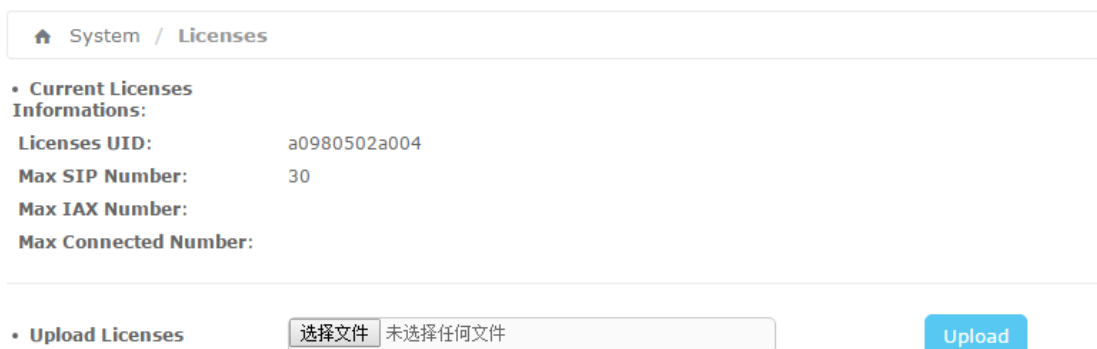 System / Licenses
• Current Licenses
Informations:
Licenses UID: a0980502a004
Max SIP Number: 30
Max IAX Number:
Max Connected Number:
• Upload Licenses 选择文件 未选择任何文件 Upload